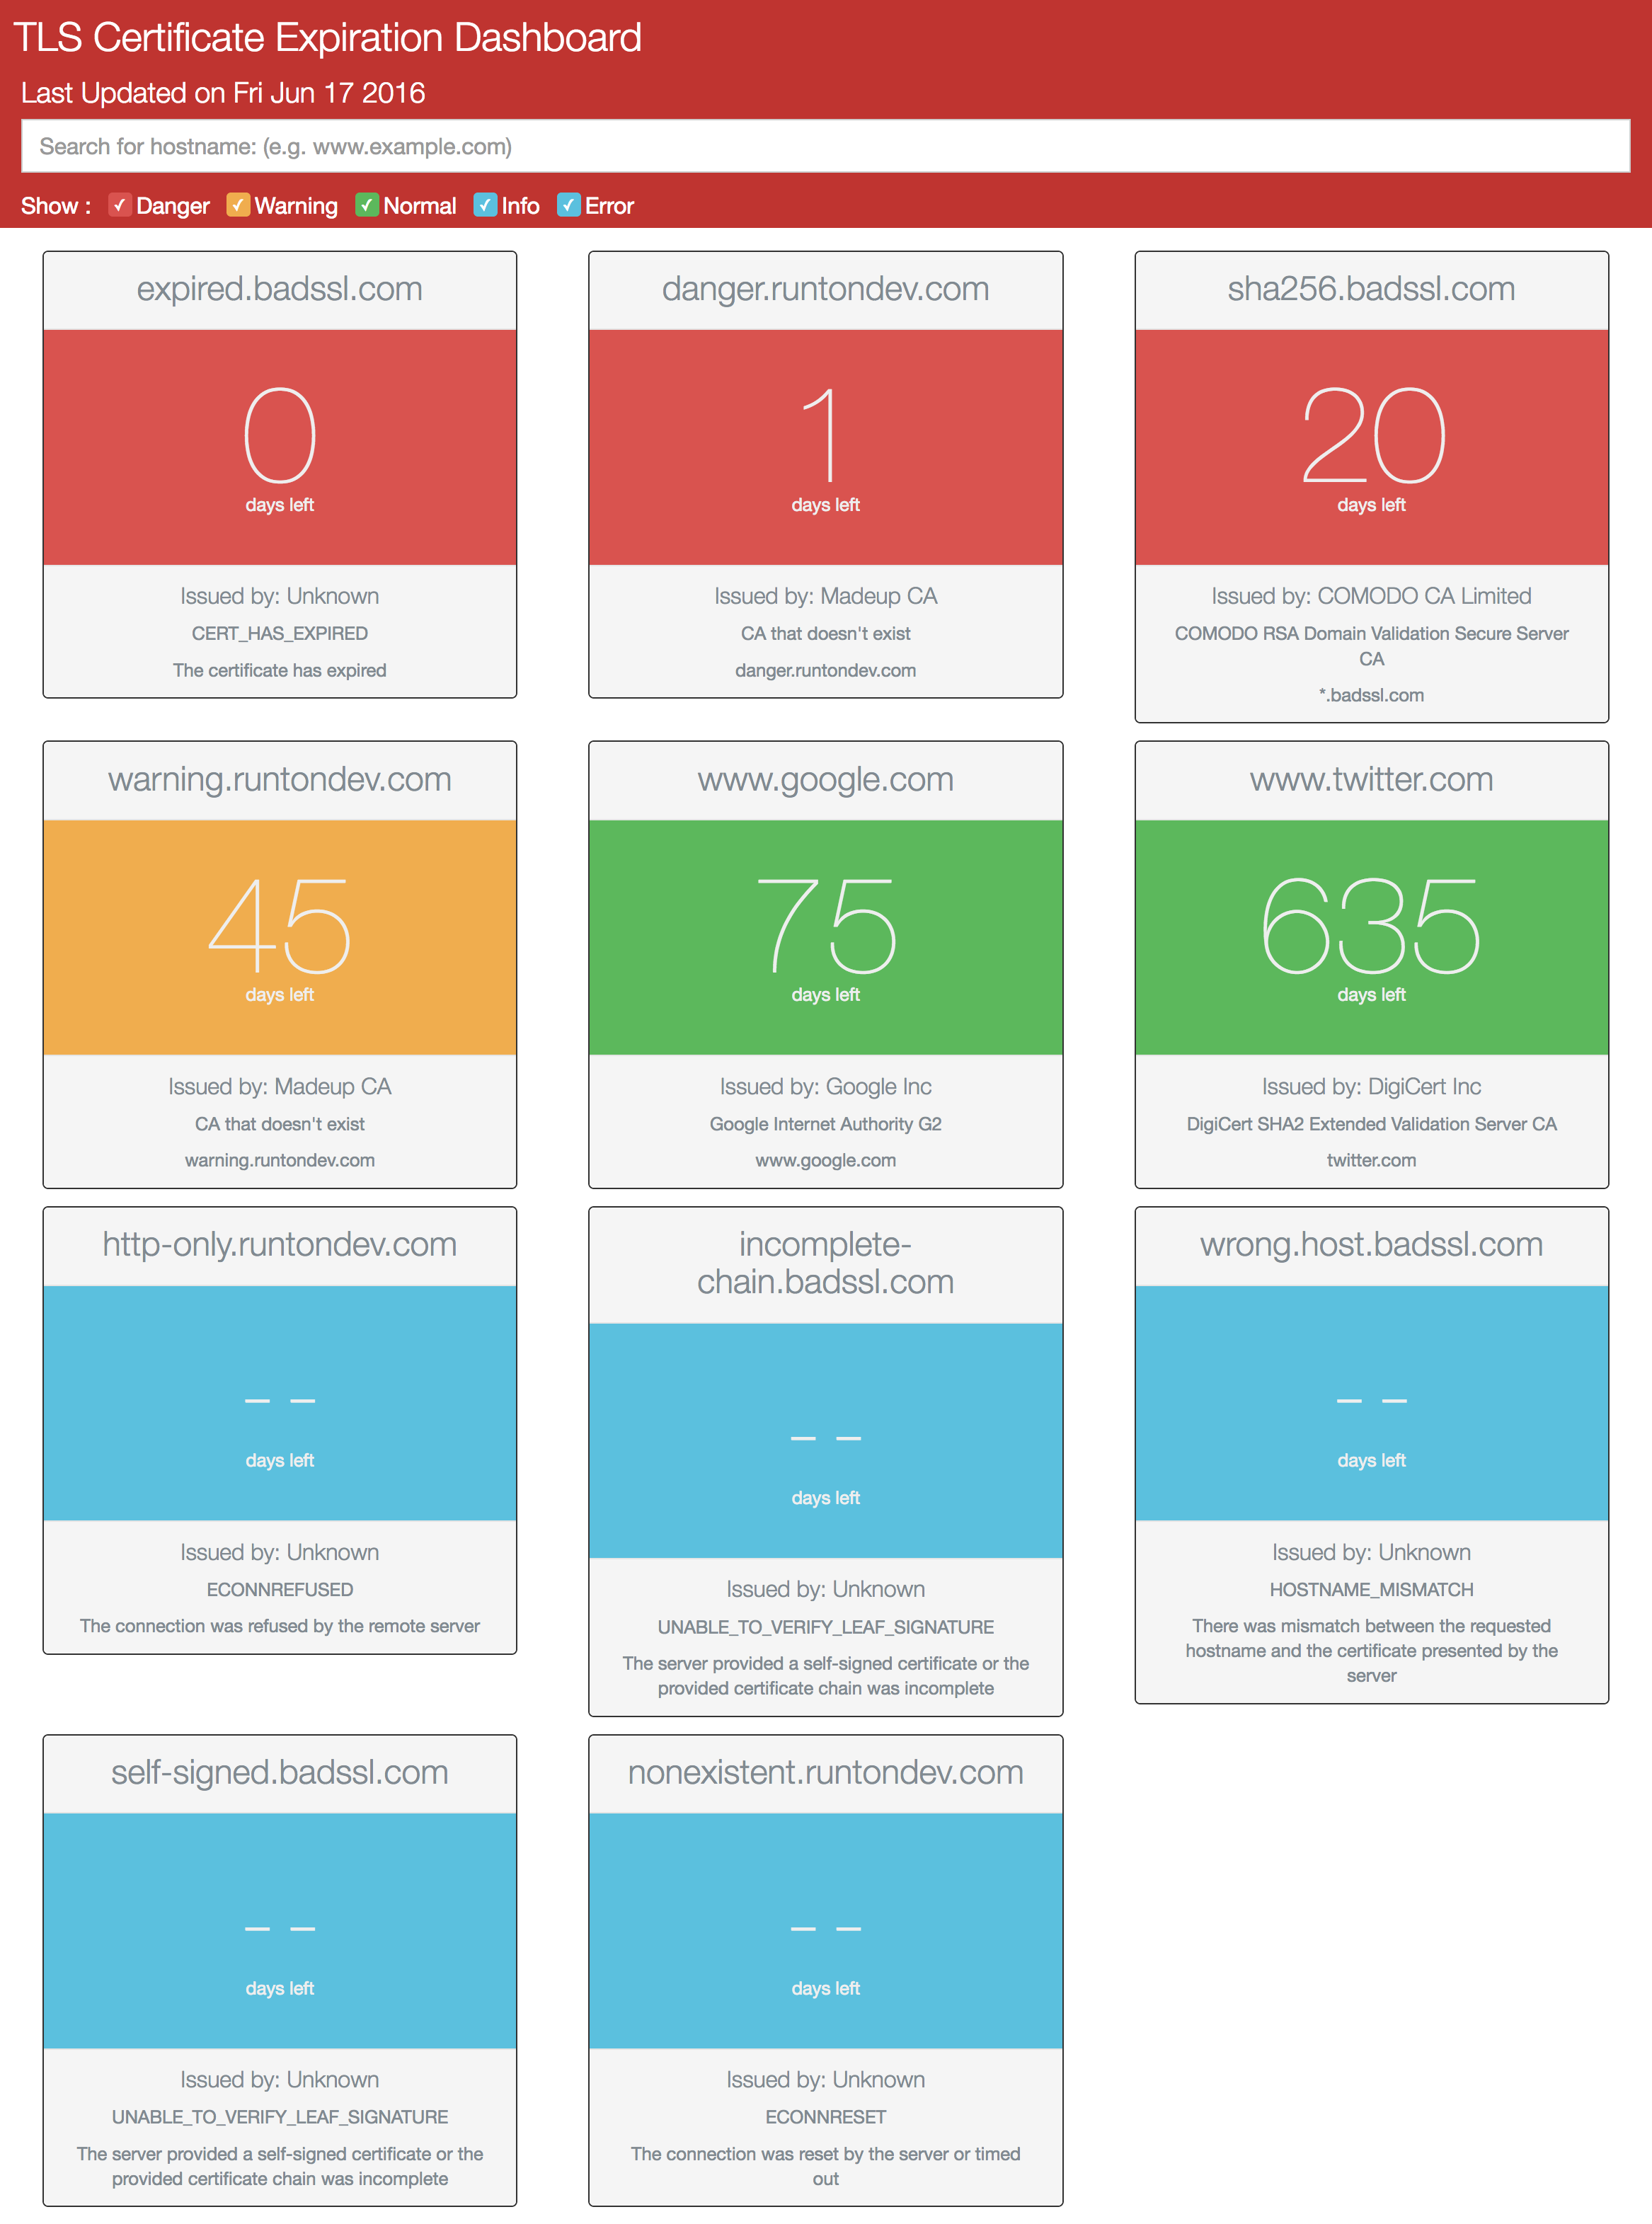 TLS Certificate Expiration Dashboard
Last Updated on Fri Jun 17 2016
Search for hostname: (e.g. www.example.com)
Show : Danger Warning Normal Info Error
expired.badssl.com
0
days left
Issued by: Unknown
CERT_HAS_EXPIRED
The certificate has expired
danger.runtondev.com
1
days left
Issued by: Madeup CA
CA that doesn't exist
danger.runtondev.com
sha256.badssl.com
20
days left
Issued by: COMODO CA Limited
COMODO RSA Domain Validation Secure Server
CA
*.badssl.com
warning.runtondev.com
45
days left
Issued by: Madeup CA
CA that doesn't exist
warning.runtondev.com
www.google.com
75
days left
Issued by: Google Inc
Google Internet Authority G2
www.google.com
www.twitter.com
635
days left
Issued by: DigiCert Inc
DigiCert SHA2 Extended Validation Server CA
twitter.com
http-only.runtondev.com
– –
days left
Issued by: Unknown
ECONNREFUSED
The connection was refused by the remote server
incomplete-
chain.badssl.com
– –
days left
Issued by: Unknown
UNABLE_TO_VERIFY_LEAF_SIGNATURE
The server provided a self-signed certificate or the
provided certificate chain was incomplete
wrong.host.badssl.com
– –
days left
Issued by: Unknown
HOSTNAME_MISMATCH
There was mismatch between the requested
hostname and the certificate presented by the
server
self-signed.badssl.com
– –
days left
Issued by: Unknown
UNABLE_TO_VERIFY_LEAF_SIGNATURE
The server provided a self-signed certificate or the
provided certificate chain was incomplete
nonexistent.runtondev.com
– –
days left
Issued by: Unknown
ECONNRESET
The connection was reset by the server or timed
out